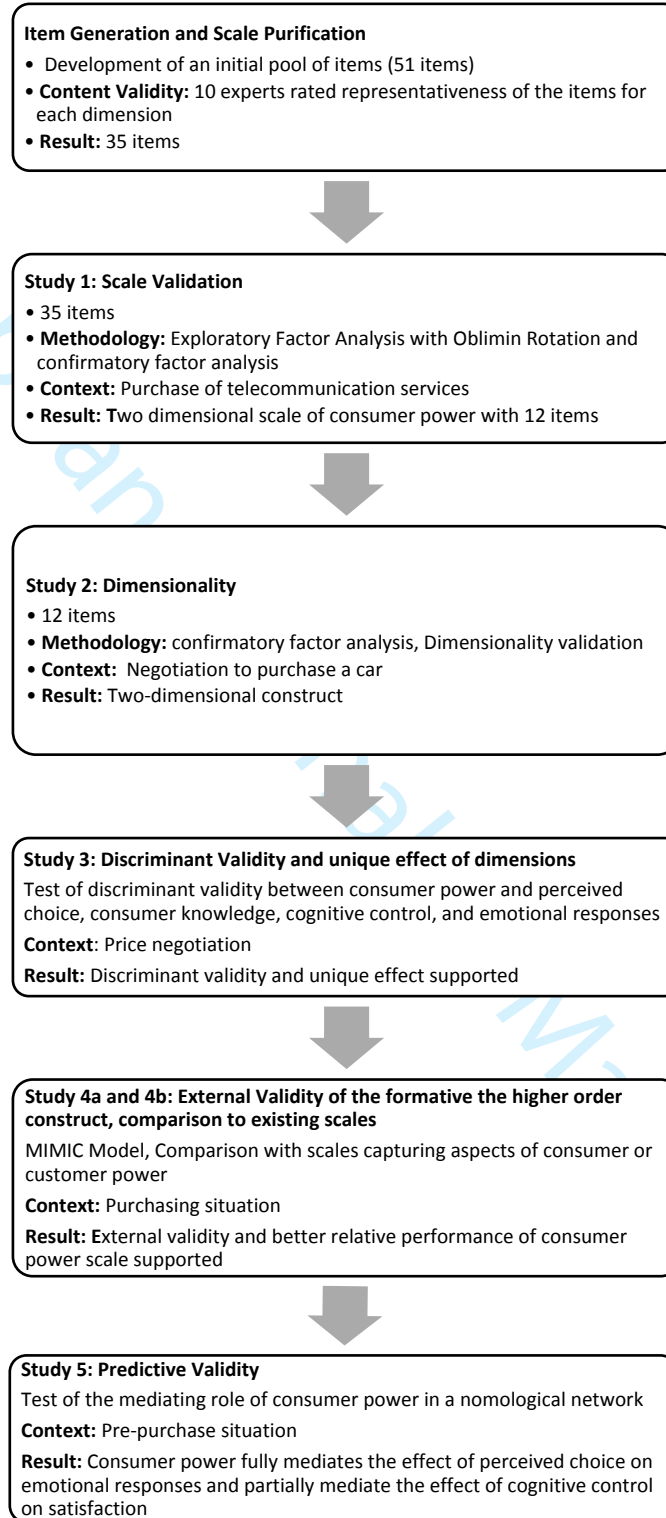 Item Generation and Scale Purification
• Development of an initial pool of items (51 items)
• Content Validity: 10 experts rated representativeness of the items for
each dimension
• Result: 35 items
Study 1: Scale Validation
• 35 items
• Methodology: Exploratory Factor Analysis with Oblimin Rotation and
confirmatory factor analysis
• Context: Purchase of telecommunication services
• Result: Two dimensional scale of consumer power with 12 items
Study 2: Dimensionality
• 12 items
• Methodology: confirmatory factor analysis, Dimensionality validation
• Context: Negotiation to purchase a car
• Result: Two-dimensional construct
Study 3: Discriminant Validity and unique effect of dimensions
Test of discriminant validity between consumer power and perceived
choice, consumer knowledge, cognitive control, and emotional responses
Context: Price negotiation
Result: Discriminant validity and unique effect supported
Study 4a and 4b: External Validity of the formative the higher order
construct, comparison to existing scales
MIMIC Model, Comparison with scales capturing aspects of consumer or
customer power
Context: Purchasing situation
Result: External validity and better relative performance of consumer
power scale supported
Study 5: Predictive Validity
Test of the mediating role of consumer power in a nomological network
Context: Pre-purchase situation
Result: Consumer power fully mediates the effect of perceived choice on
emotional responses and partially mediate the effect of cognitive control
on satisfaction